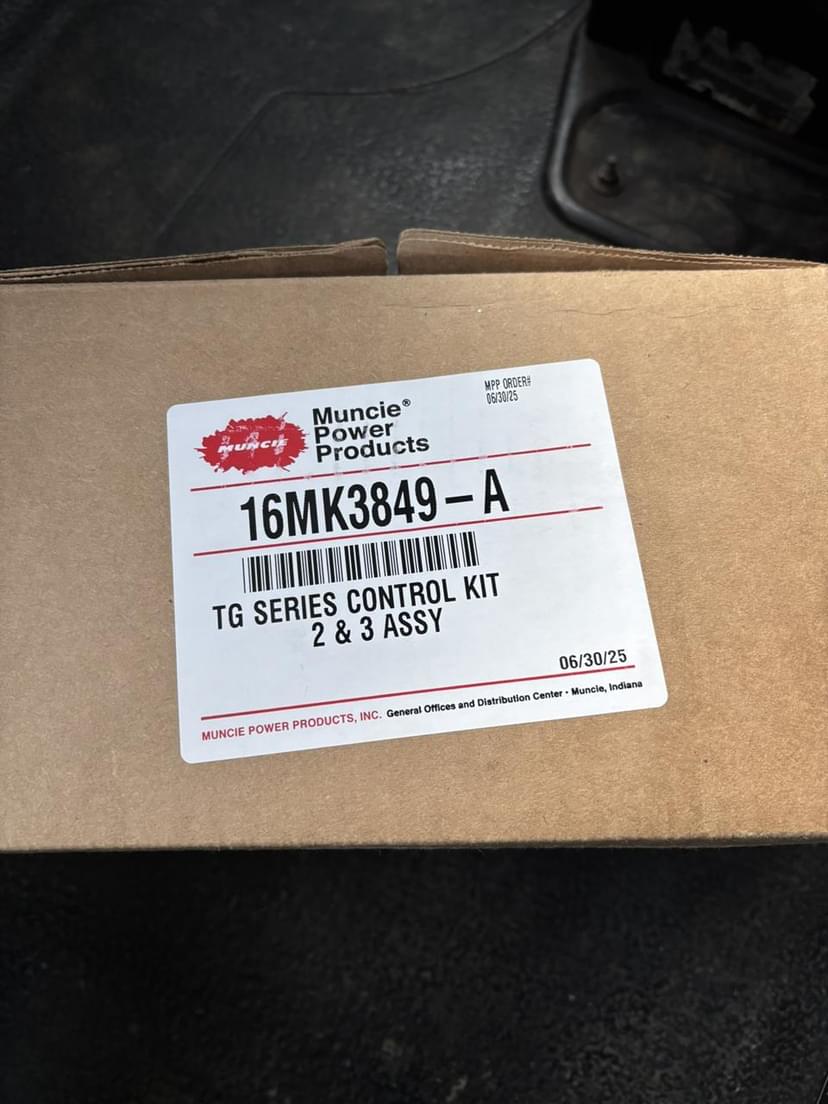 MUNCIE
Muncie®
Power
Products
MPP ORDER#
06/30/25
16MK3849-A
TG SERIES CONTROL KIT
2 & 3 ASSY
06/30/25
MUNCIE POWER PRODUCTS, INC. General Offices and Distribution Center • Muncie, Indiana